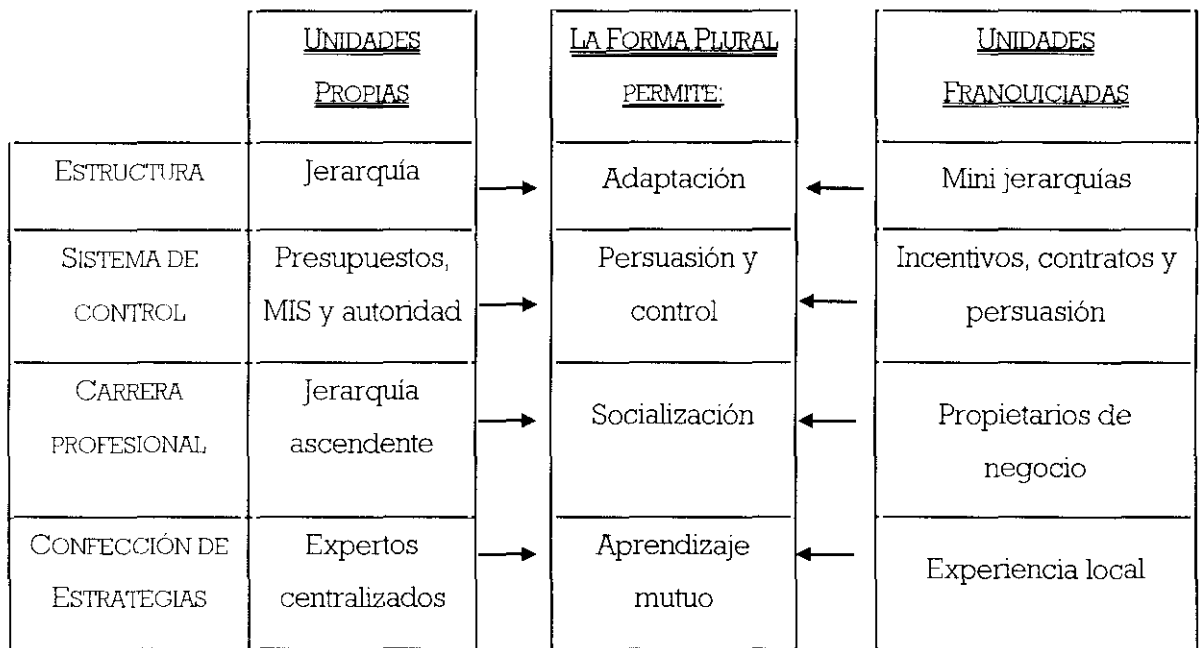 UNIDADES
PROPIAS
LA FORMA PLURAL
PERMITE:
UNIDADES
FRANQUICIADAS
ESTRUCTURA
Jerarquía
Adaptación
Mini jerarquías
SISTEMA DE
CONTROL
Presupuestos,
MIS y autoridad
Persuasión y
control
Incentivos, contratos y
persuasión
CARRERA
PROFESIONAL
Jerarquía
ascendente
Socialización
Propietarios de
negocio
CONFECCIÓN DE
ESTRATEGIAS
Expertos
centralizados
Aprendizaje
mutuo
Experiencia local